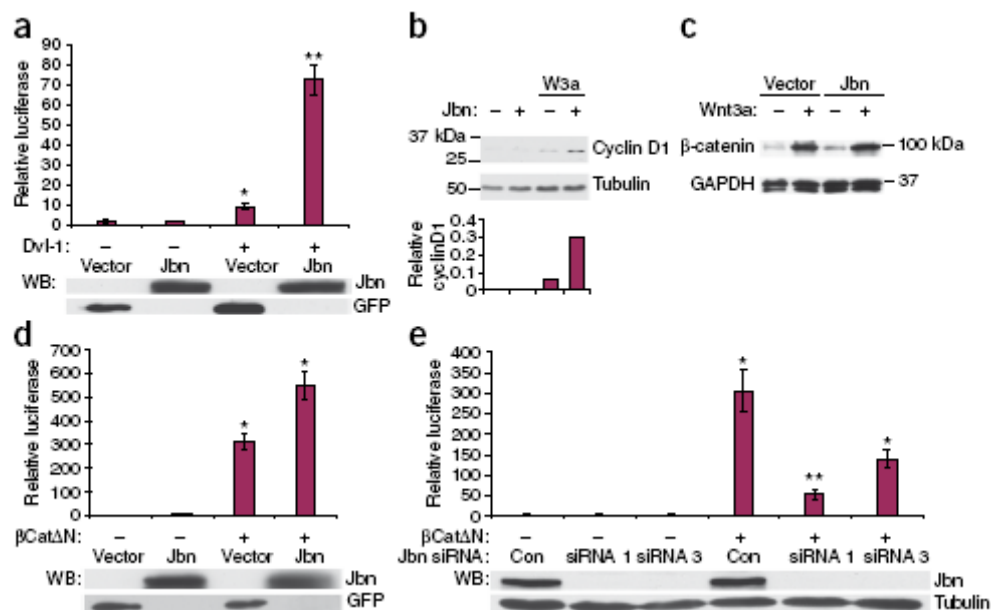 a
Relative luciferase
90
80
70
60
50
40
30
20
10
0
*
**
Dvl-1: – – + +
Vector Jbn Vector Jbn
WB: Jbn
GFP
b
W3a
Jbn: – + – +
37 kDa
25
Cyclin D1
50
Tubulin
Relative cyclinD1
0.4
0.3
0.2
0.1
0
c
Vector Jbn
Wnt3a: – + – +
β-catenin 100 kDa
GAPDH 37
d
Relative luciferase
700
600
500
400
300
200
100
0
*
*
βCatΔN: – – + +
Vector Jbn Vector Jbn
WB: Jbn
GFP
e
Relative luciferase
400
350
300
250
200
150
100
50
0
*
**
*
βCatΔN: – – – + + +
Jbn siRNA: Con siRNA 1 siRNA 3 Con siRNA 1 siRNA 3
WB: Jbn
Tubulin